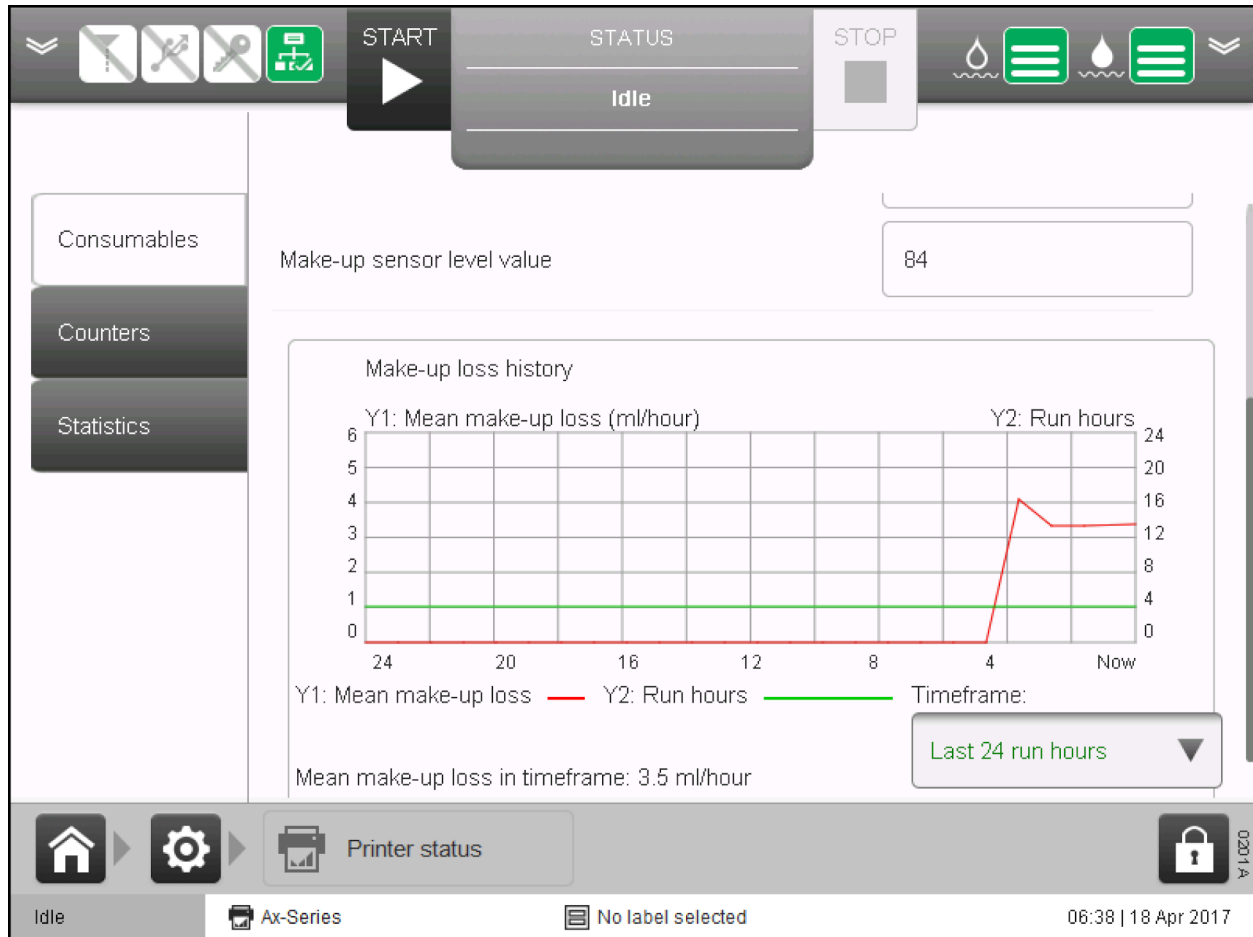 START
STATUS
STOP
Idle
Consumables
Counters
Statistics
Make-up sensor level value
84
Make-up loss history
Y1: Mean make-up loss (ml/hour)
Y2: Run hours
6
24
5
20
4
16
3
12
2
8
1
4
0
0
24 20 16 12 8 4 Now
Y1: Mean make-up loss
Y2: Run hours
Timeframe:
Last 24 run hours
Mean make-up loss in timeframe: 3.5 ml/hour
Printer status
0201A
Idle
Ax-Series
No label selected
06:38 | 18 Apr 2017